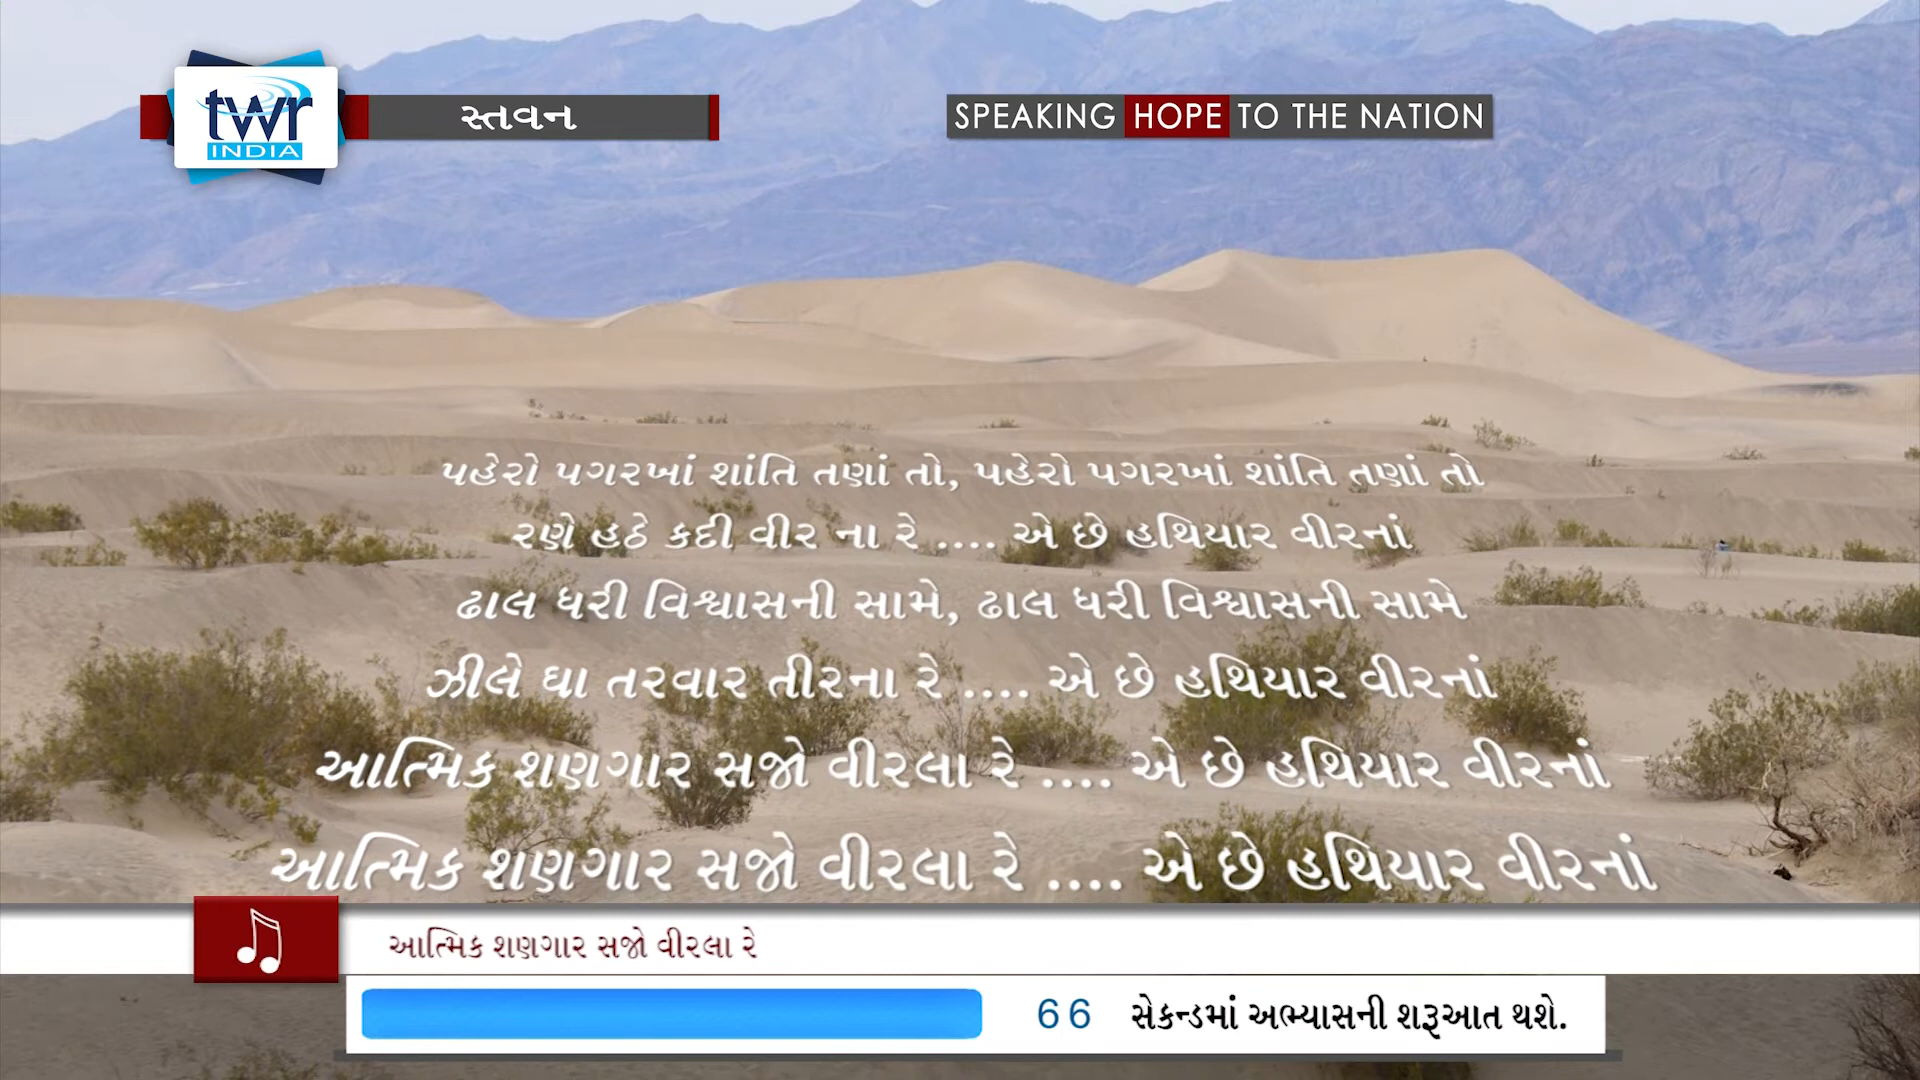 twr
INDIA
સ્તવન
SPEAKING HOPE TO THE NATION
પહેરો પગરખાં શાંતિ તણાં તો, પહેરો પગરખાં શાંતિ તણાં તો
રણે હઠે કદી વીર ના રે .... એ છે હથિયાર વીરનાં
ઢાલ ધરી વિશ્વાસની સામે, ઢાલ ધરી વિશ્વાસની સામે
ઝીલે ઘા તરવાર તીરના રે .... એ છે હથિયાર વીરનાં
આત્મિક શણગાર સજો વીરલા રે .... એ છે હથિયાર વીરનાં
આત્મિક શણગાર સજો વીરલા રે .... એ છે હથિયાર વીરનાં
આત્મિક શણગાર સજો વીરલા રે
66 સેકન્ડમાં અભ્યાસની શરૂઆત થશે.